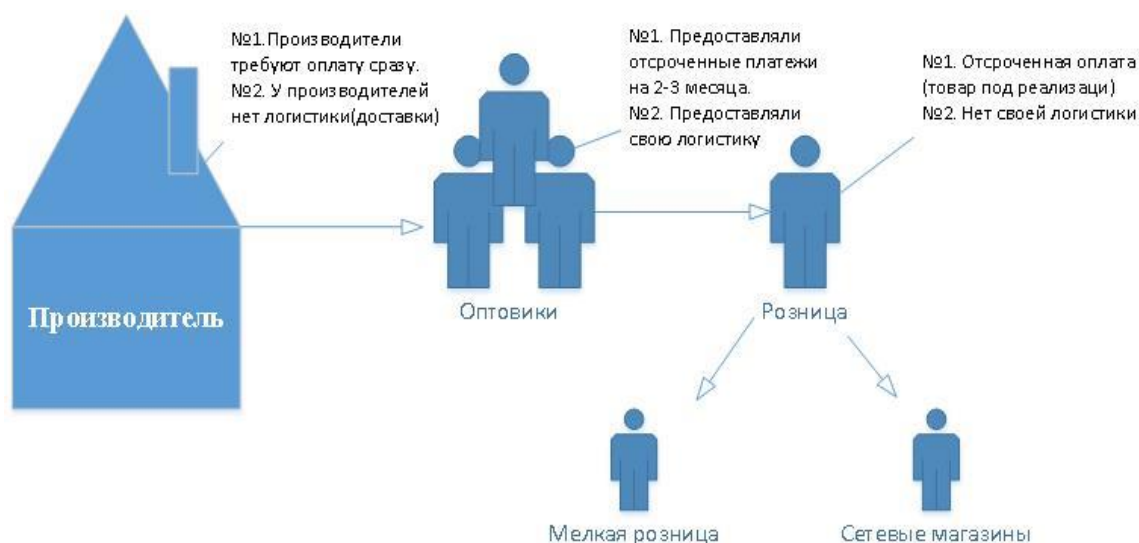 №1.Производители
требуют оплату сразу.
№2. У производителей
нет логистики(доставки)
№1. Предоставляли
отсроченные платежи
на 2-3 месяца.
№2. Предоставляли
свою логистику
№1. Отсроченная оплата
(товар под реализаци)
№2. Нет своей логистики
Производитель
Оптовики
Розница
Мелкая розница
Сетевые магазины